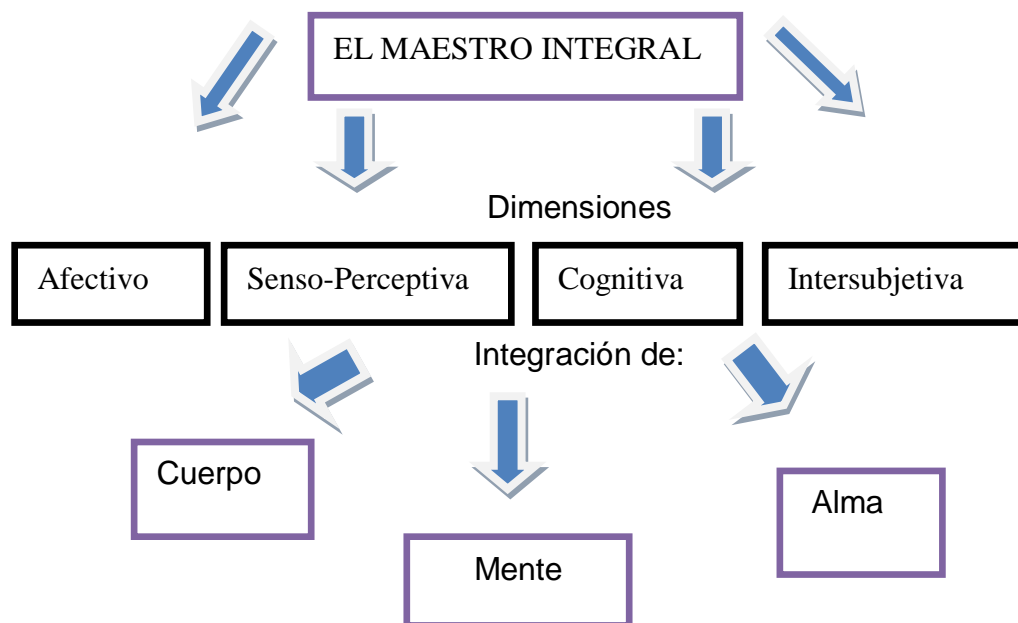 EL MAESTRO INTEGRAL
Dimensiones
Afectivo
Senso-Perceptiva
Cognitiva
Intersubjetiva
Integración de:
Cuerpo
Mente
Alma